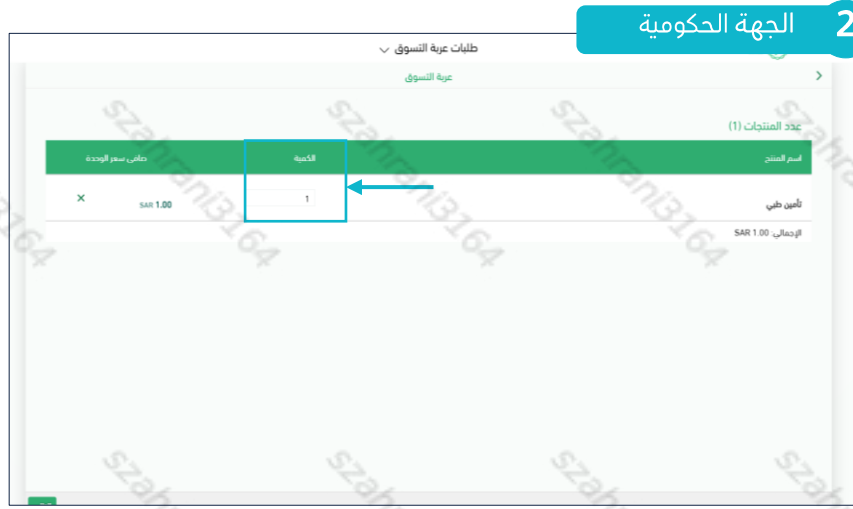 2 الجهة الحكومية
طلبات عربة التسوق
عربة التسوق
عدد المنتجات (1)
اسم المنتج الكمية صافي سعر الوحدة
تأمين طبي 1 SAR 1.00
الإجمالي: SAR 1.00
szahrani3164